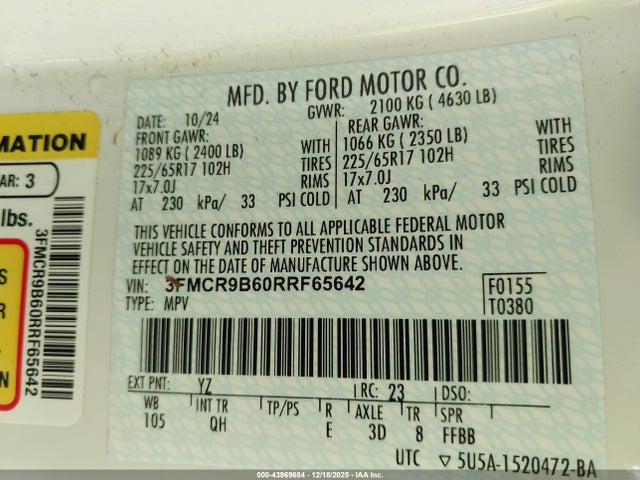 MFD. BY FORD MOTOR CO.
DATE: 10/24 GVWR: 2100 KG ( 4630 LB)
FRONT GAWR: REAR GAWR:
1089 KG ( 2400 LB) WITH 1066 KG ( 2350 LB) WITH
225/65R17 102H TIRES 225/65R17 102H TIRES
17x7.0J RIMS 17x7.0J RIMS
AT 230 kPa/ 33 PSI COLD AT 230 kPa/ 33 PSI COLD
THIS VEHICLE CONFORMS TO ALL APPLICABLE FEDERAL MOTOR
VEHICLE SAFETY AND THEFT PREVENTION STANDARDS IN
EFFECT ON THE DATE OF MANUFACTURE SHOWN ABOVE.
VIN: 3FMCR9B60RRF65642 F0155
TYPE: MPV T0380
EXT PNT: YZ RC: 23 DSO:
WB INT TR TP/PS R AXLE TR SPR
105 QH E 3D 8 FFBB
UTC ▽ 5U5A-1520472-BA
MATION
AR: 3
lbs.
S
R
.
N
3FMCR9B60RRF65642
000-43969684 - 12/18/2025 - IAAI.COM